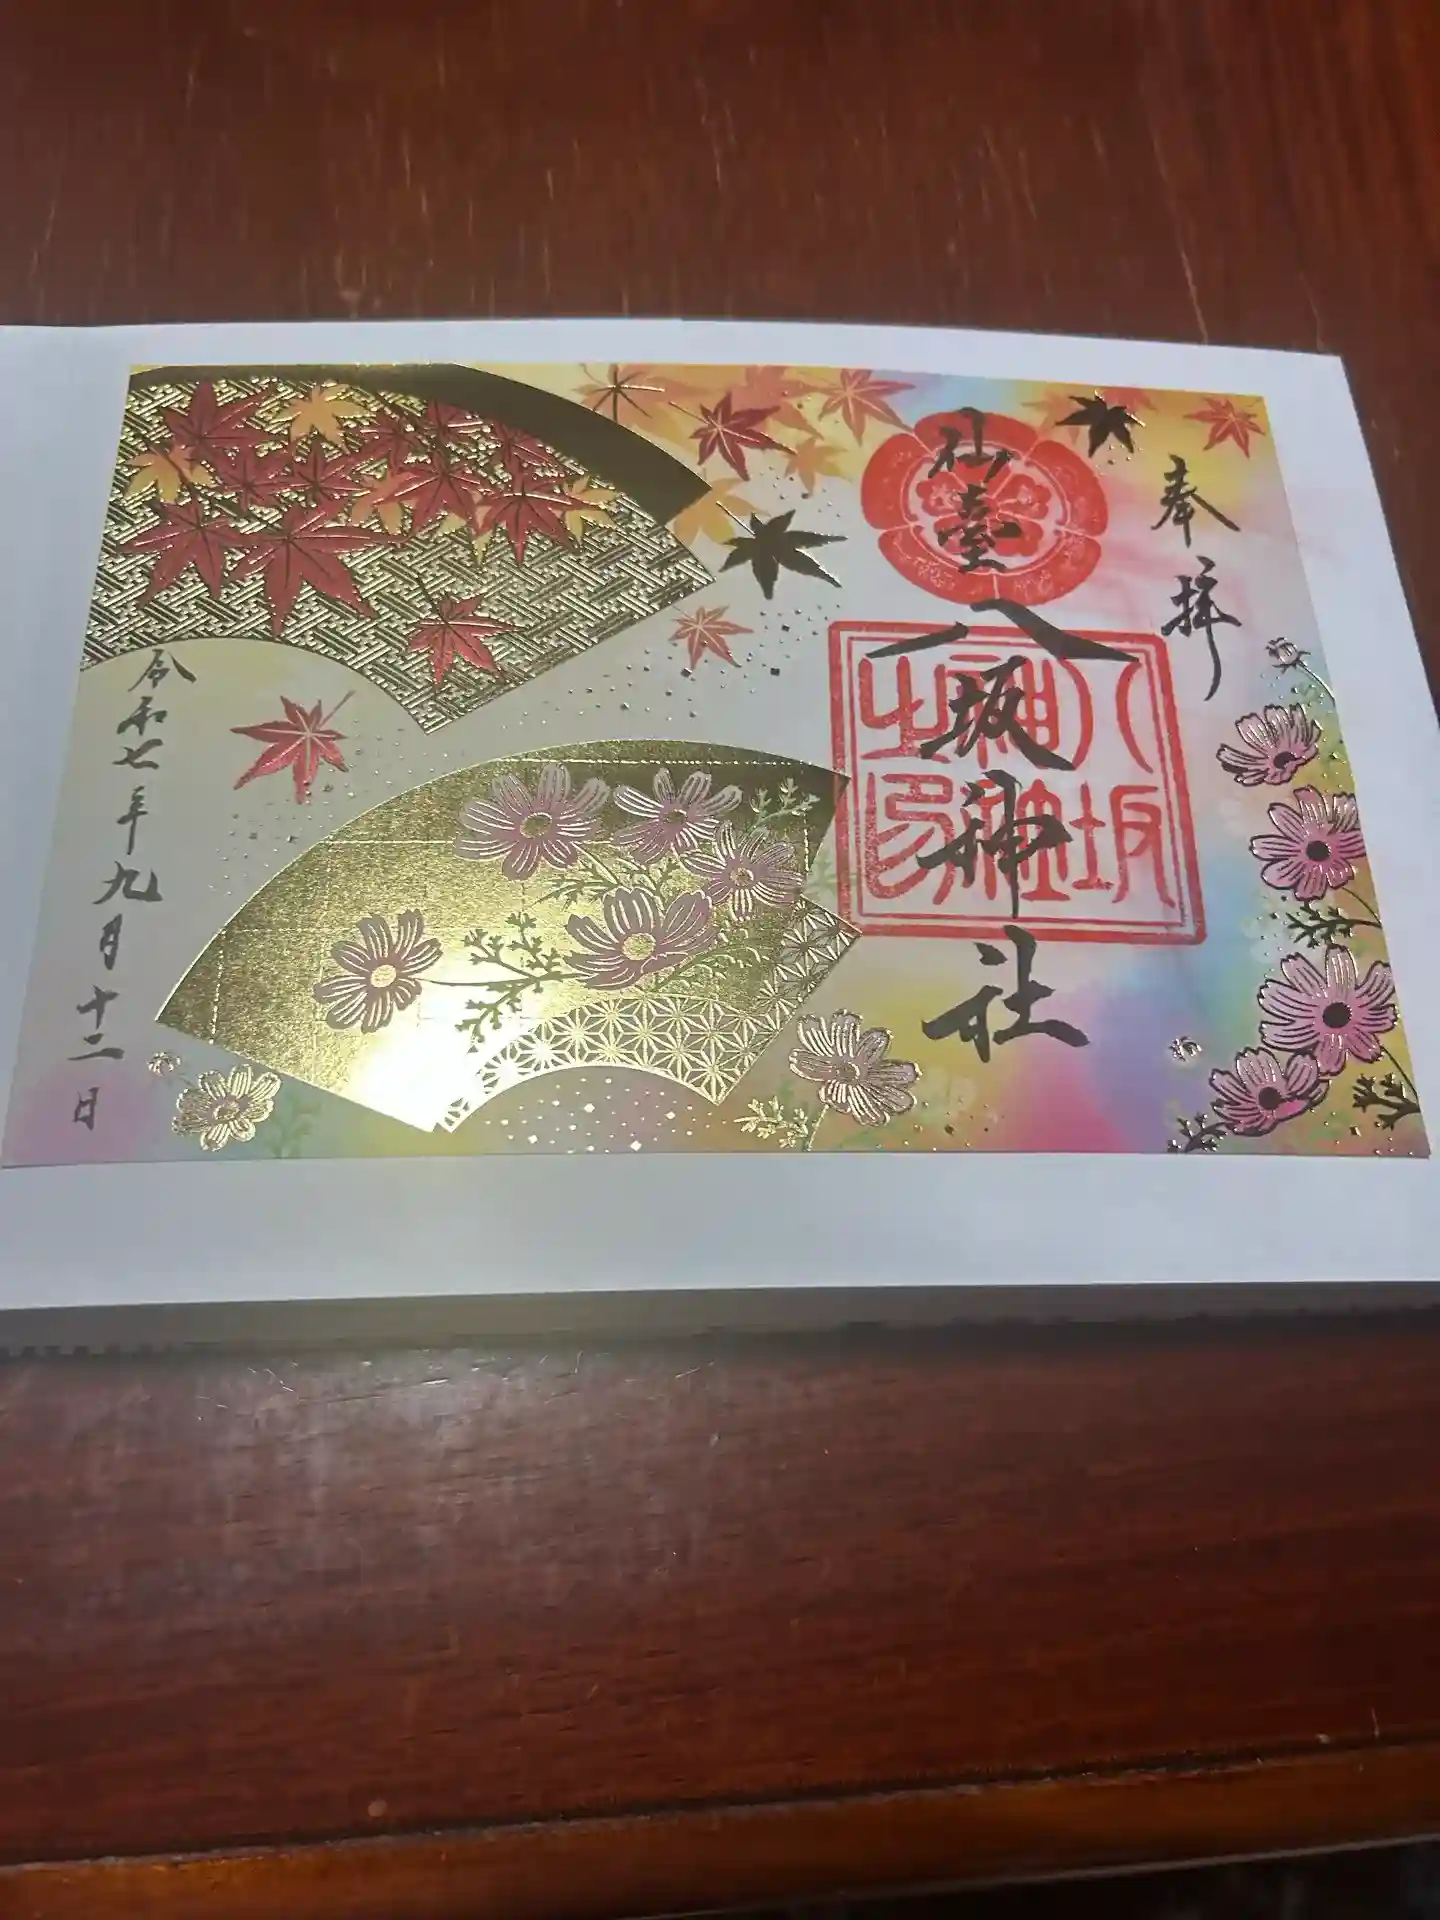 奉拝
仙臺八坂神社
八坂
神社
之印
令和七年九月十二日